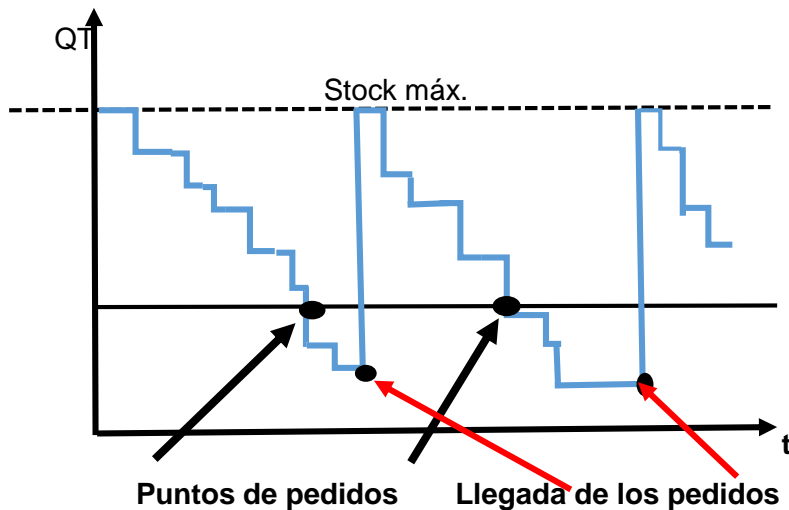 QT
Stock máx.
t
Puntos de pedidos
Llegada de los pedidos